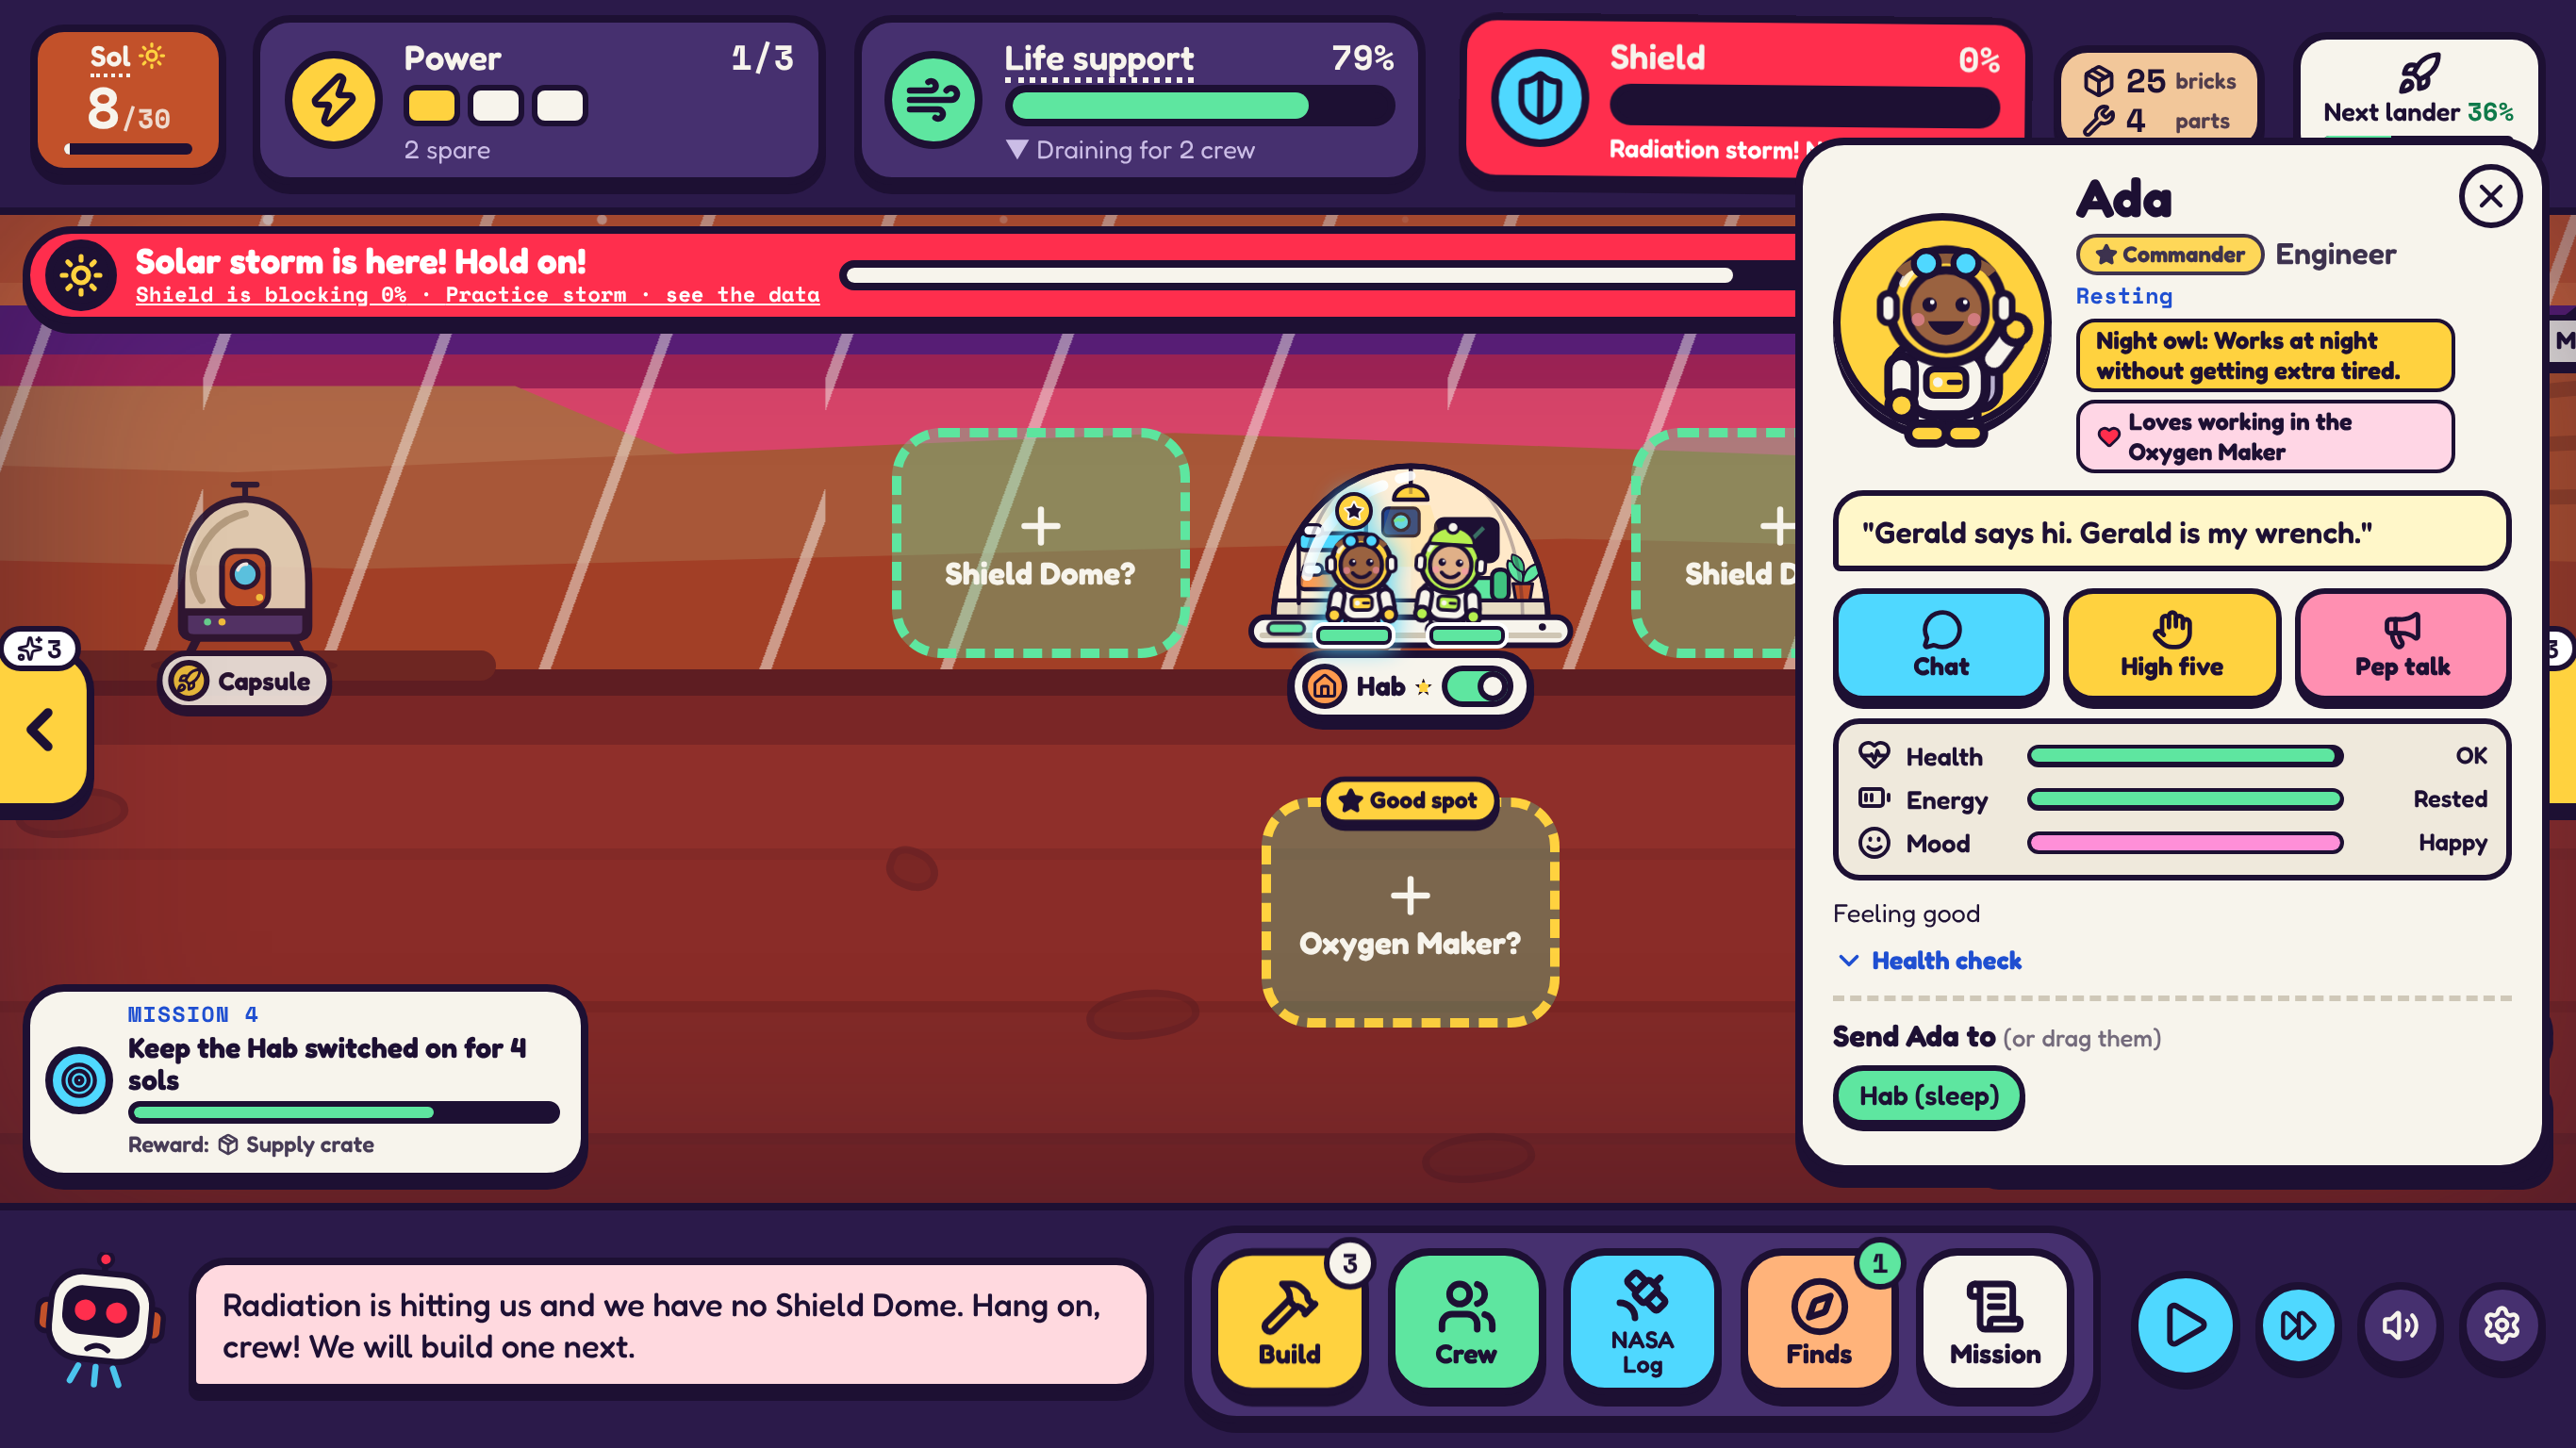 Sol
8/30
Power
1/3
2 spare
Life support
79%
Draining for 2 crew
Shield
0%
Radiation storm!
25 bricks
4 parts
Next lander 36%
Solar storm is here! Hold on!
Shield is blocking 0% · Practice storm · see the data
Ada
Commander
Engineer
Resting
Night owl: Works at night
without getting extra tired.
Loves working in the
Oxygen Maker
"Gerald says hi. Gerald is my wrench."
Chat
High five
Pep talk
Health
OK
Energy
Rested
Mood
Happy
Feeling good
Health check
Send Ada to (or drag them)
Hab (sleep)
Shield Dome?
Shield D
3
Capsule
Hab
Good spot
Oxygen Maker?
MISSION 4
Keep the Hab switched on for 4
sols
Reward: Supply crate
Radiation is hitting us and we have no Shield Dome. Hang on,
crew! We will build one next.
3
Build
Crew
NASA
Log
1
Finds
Mission